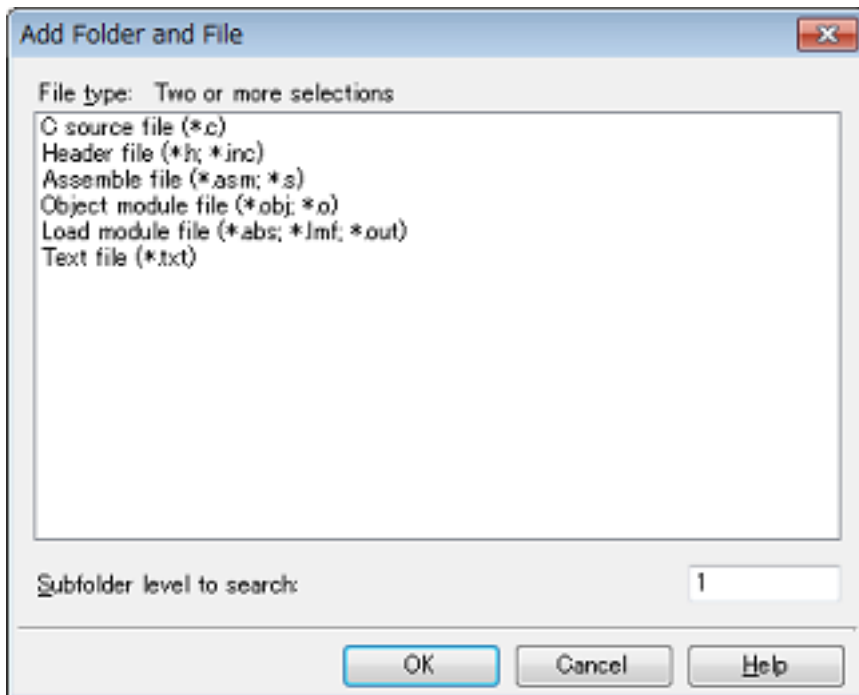 Add Folder and File
File type: Two or more selections
C source file (*.c)
Header file (*.h; *.inc)
Assemble file (*.asm; *.s)
Object module file (*.obj; *.o)
Load module file (*.abs; *.lmf; *.out)
Text file (*.txt)
Subfolder level to search: 1
OK Cancel Help